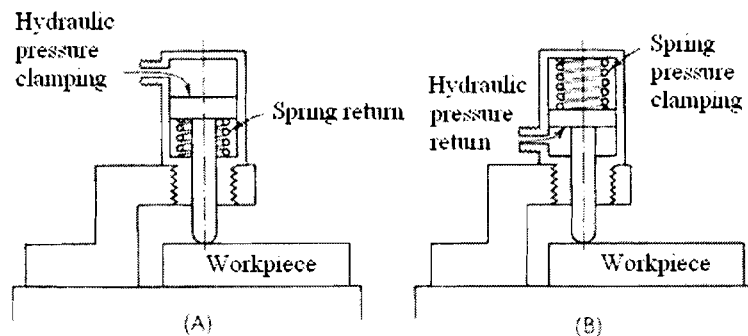 Hydraulic
pressure
clamping
Spring return
Workpiece
(A)
Spring
pressure
clamping
Hydraulic
pressure
return
Workpiece
(B)